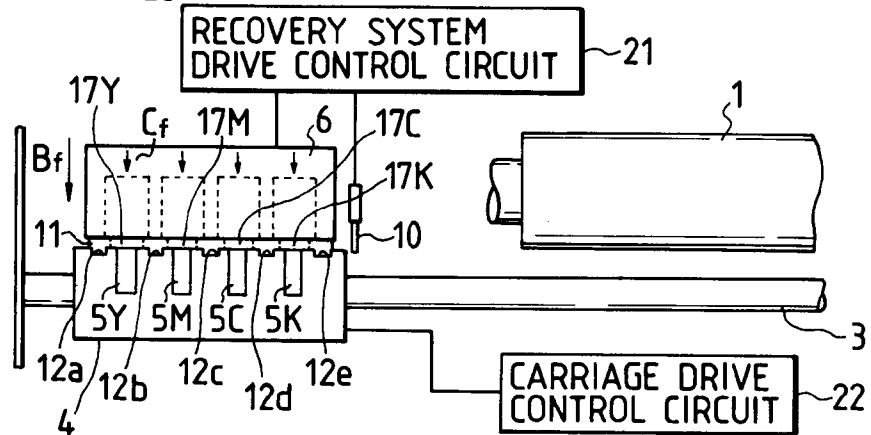 RECOVERY SYSTEM
DRIVE CONTROL CIRCUIT
21
17Y
Cf
17M
6
17C
1
Bf
17K
11
10
5Y
5M
5C
5K
3
12a
12b
12c
12d
12e
4
CARRIAGE DRIVE
CONTROL CIRCUIT
22